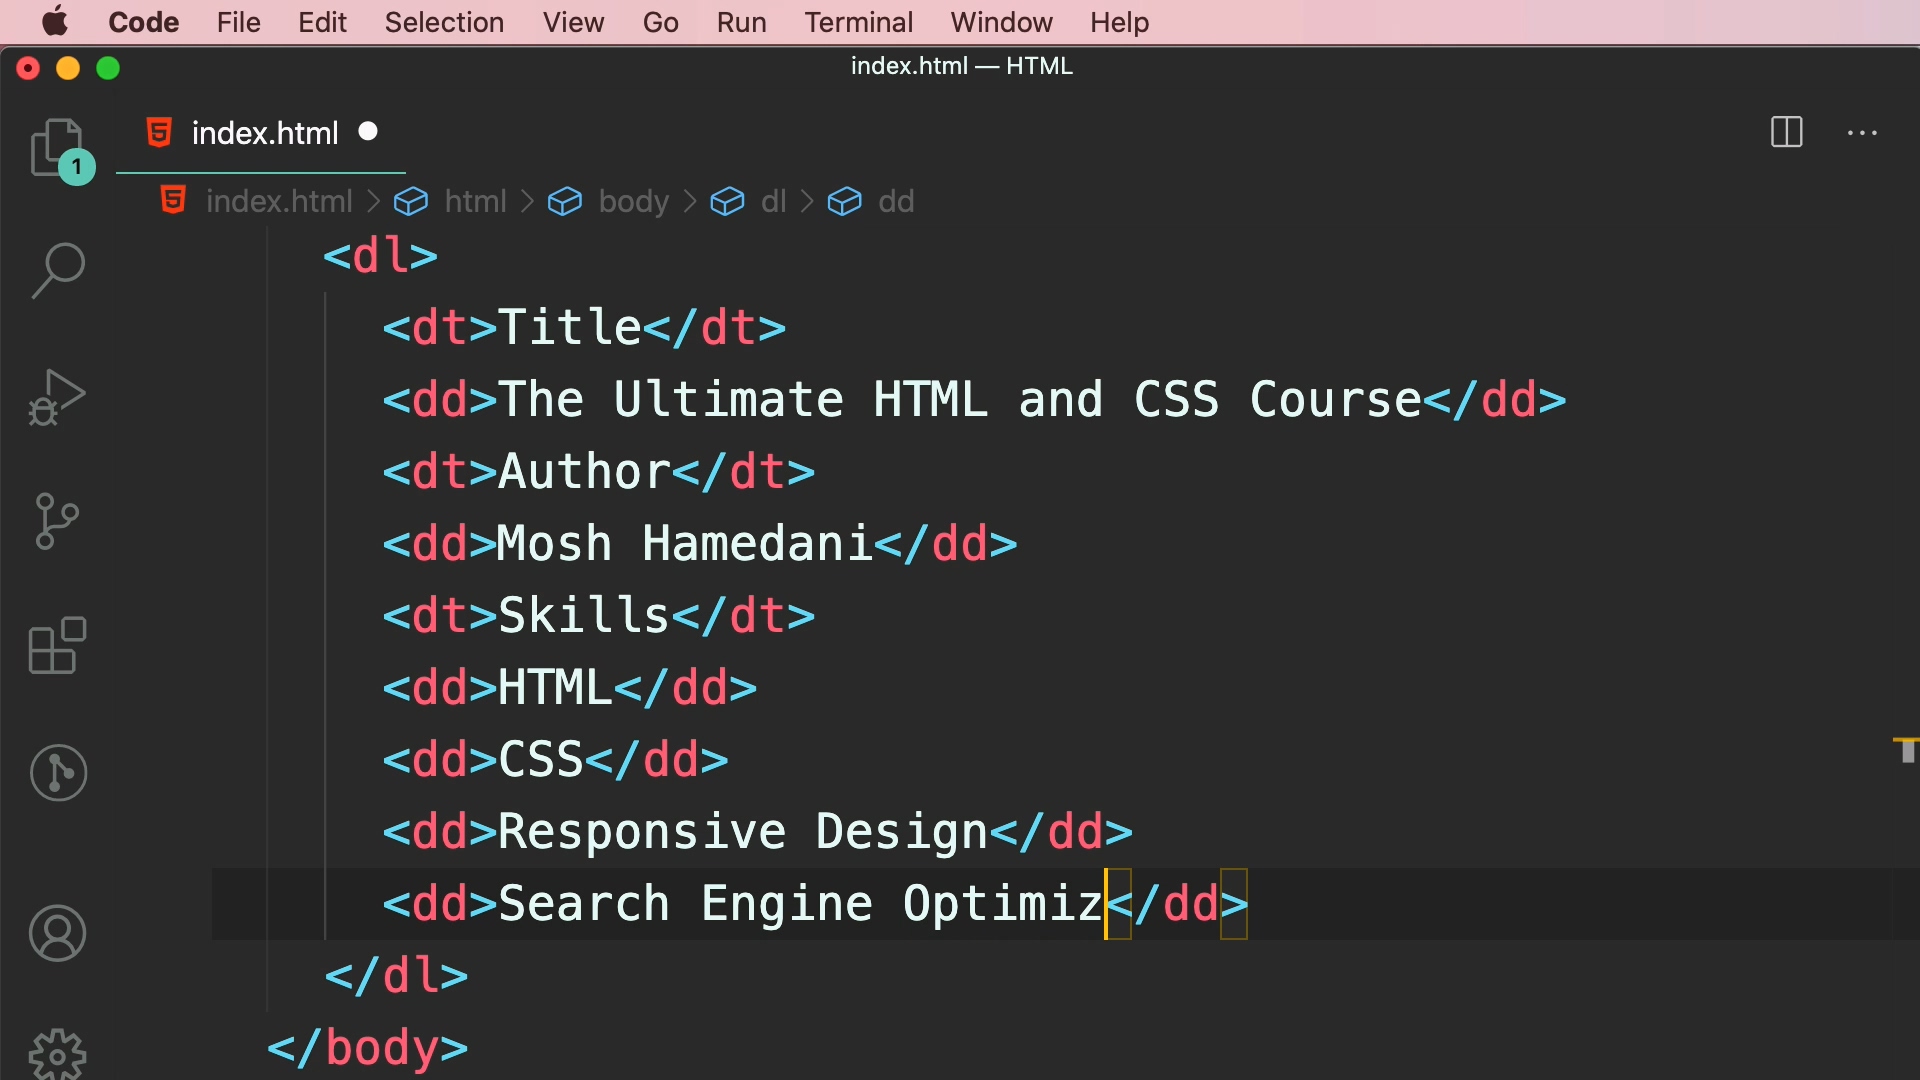 Code File Edit Selection View Go Run Terminal Window Help
index.html — HTML
index.html
1
index.html > html > body > dl > dd
<dl>
<dt>Title</dt>
<dd>The Ultimate HTML and CSS Course</dd>
<dt>Author</dt>
<dd>Mosh Hamedani</dd>
<dt>Skills</dt>
<dd>HTML</dd>
<dd>CSS</dd>
<dd>Responsive Design</dd>
<dd>Search Engine Optimiz</dd>
</dl>
</body>